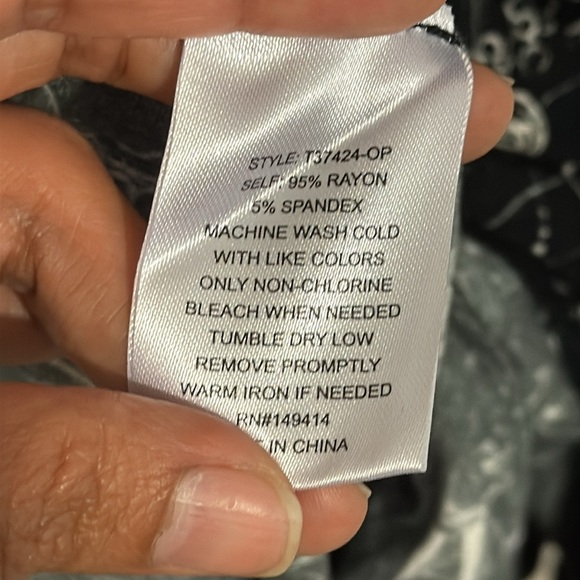 STYLE: T37424-OP
SELF: 95% RAYON
5% SPANDEX
MACHINE WASH COLD
WITH LIKE COLORS
ONLY NON-CHLORINE
BLEACH WHEN NEEDED
TUMBLE DRY LOW
REMOVE PROMPTLY
WARM IRON IF NEEDED
RN#149414
IN CHINA